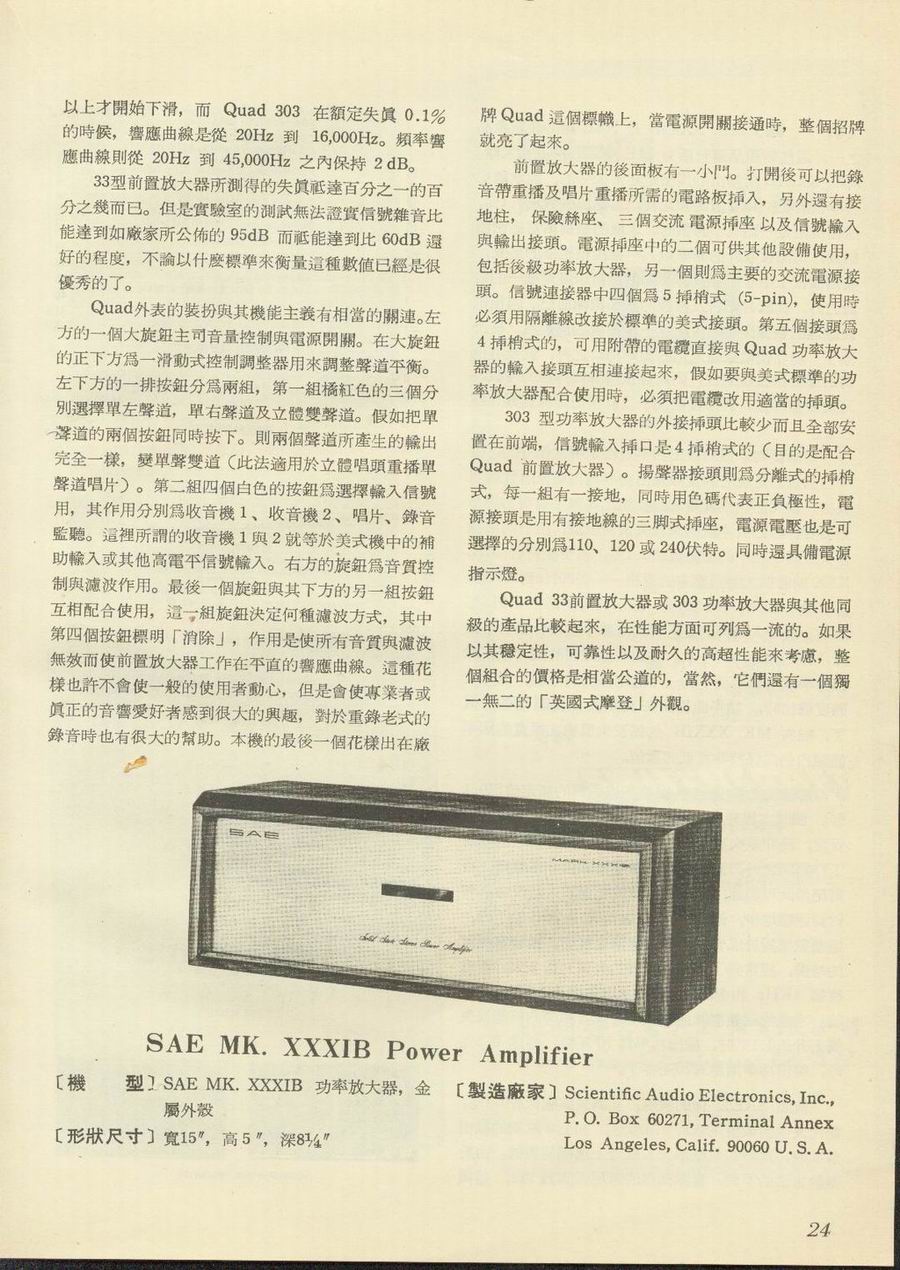 以上才開始下滑，而 Quad 303 在額定失眞 0.1%
的時候，響應曲線是從 20Hz 到 16,000Hz。頻率響
應曲線則從 20Hz 到 45,000Hz 之內保持 2 dB。
33型前置放大器所測得的失眞祗達百分之一的百
分之幾而已。但是實驗室的測試無法證實信號雜音比
能達到如廠家所公佈的 95dB 而祗能達到比 60dB 還
好的程度，不論以什麼標準來衡量這種數值已經是很
優秀的了。
Quad外表的裝扮與其機能主義有相當的關連。左
方的一個大旋鈕主司音量控制與電源開關。在大旋鈕
的正下方爲一滑動式控制調整器用來調整聲道平衡。
左下方的一排按鈕分爲兩組，第一組橘紅色的三個分
別選擇單左聲道，單右聲道及立體雙聲道。假如把單
聲道的兩個按鈕同時按下。則兩個聲道所產生的輸出
完全一樣，變單聲雙道（此法適用於立體唱頭重播單
聲道唱片）。第二組四個白色的按鈕爲選擇輸入信號
用，其作用分別爲收音機 1、收音機 2、唱片、錄音
監聽。這裡所謂的收音機 1 與 2 就等於美式機中的補
助輸入或其他高電平信號輸入。右方的旋鈕爲音質控
制與濾波作用。最後一個旋鈕與其下方的另一組按鈕
互相配合使用，這一組旋鈕決定何種濾波方式，其中
第四個按鈕標明「消除」，作用是使所有音質與濾波
無效而使前置放大器工作在平直的響應曲線。這種花
樣也許不會使一般的使用者動心，但是會使專業者或
眞正的音響愛好者感到很大的興趣，對於重錄老式的
錄音時也有很大的幫助。本機的最後一個花樣出在廠
牌 Quad 這個標幟上，當電源開關接通時，整個招牌
就亮了起來。
前置放大器的後面板有一小門。打開後可以把錄
音帶重播及唱片重播所需的電路板挿入，另外還有接
地柱，保險絲座、三個交流電源挿座以及信號輸入
與輸出接頭。電源挿座中的二個可供其他設備使用，
包括後級功率放大器，另一個則爲主要的交流電源接
頭。信號連接器中四個爲 5 挿梢式 (5-pin)，使用時
必須用隔離線改接於標準的美式接頭。第五個接頭爲
4 挿梢式的，可用附帶的電纜直接與 Quad 功率放大
器的輸入接頭互相連接起來，假如要與美式標準的功
率放大器配合使用時，必須把電纜改用適當的挿頭。
303 型功率放大器的外接挿頭比較少而且全部安
置在前端，信號輸入挿口是 4 挿梢式的（目的是配合
Quad 前置放大器）。揚聲器接頭則爲分離式的挿梢
式，每一組有一接地，同時用色碼代表正負極性，電
源接頭是用有接地線的三脚式挿座，電源電壓也是可
選擇的分別爲110、120 或 240伏特。同時還具備電源
指示燈。
Quad 33前置放大器或 303 功率放大器與其他同
級的產品比較起來，在性能方面可列爲一流的。如果
以其穩定性，可靠性以及耐久的高超性能來考慮，整
個組合的價格是相當公道的，當然，它們還有一個獨
一無二的「英國式摩登」外觀。
SAE
MARK XXXIB
Solid State Stereo Power Amplifier
SAE MK. XXXIB Power Amplifier
〔機 型〕SAE MK. XXXIB 功率放大器，金
屬外殼
〔形狀尺寸〕寬15″，高 5 ″，深8¼″
〔製造廠家〕Scientific Audio Electronics, Inc.,
P. O. Box 60271, Terminal Annex
Los Angeles, Calif. 90060 U. S. A.
24